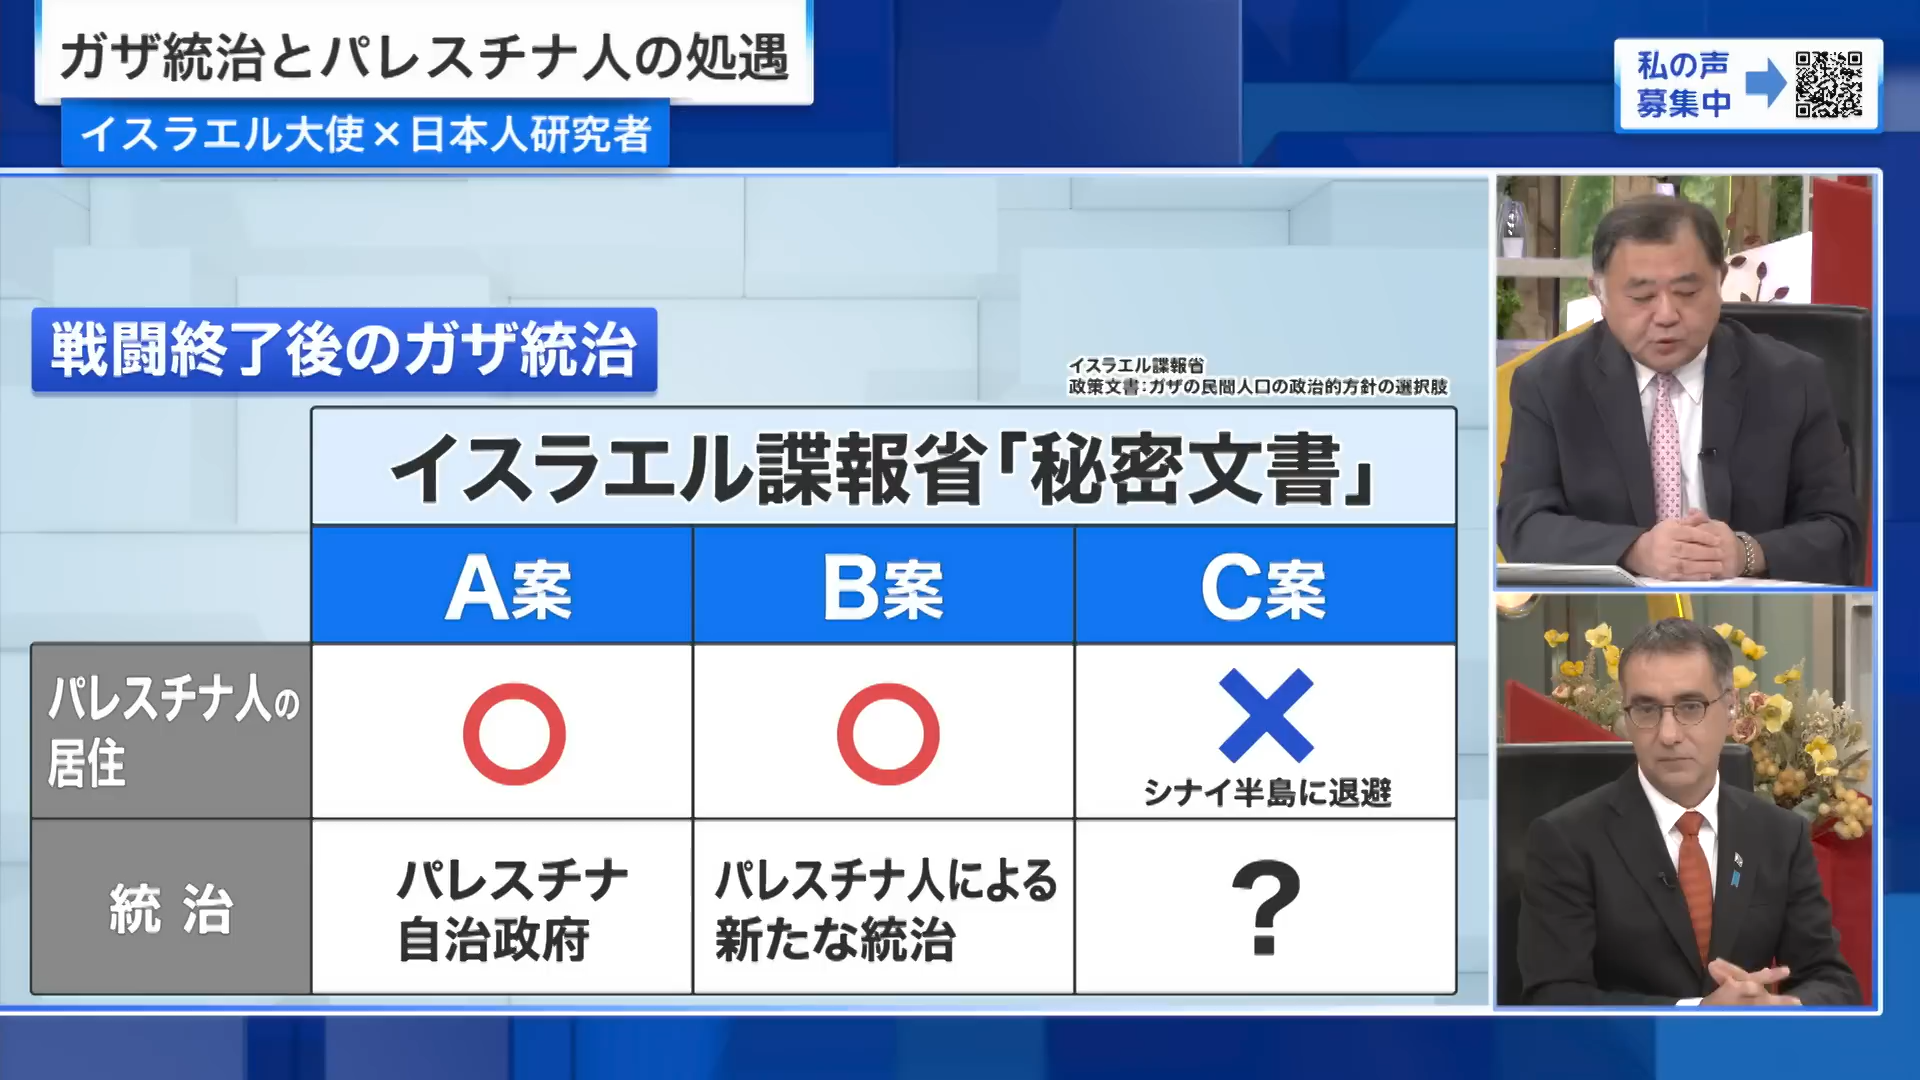 ガザ統治とパレスチナ人の処遇
イスラエル大使×日本人研究者
私の声
募集中
戦闘終了後のガザ統治
イスラエル諜報省
政策文書:ガザの民間人口の政治的方針の選択肢
イスラエル諜報省「秘密文書」
A案
B案
C案
パレスチナ人の
居住
シナイ半島に退避
統治
パレスチナ
自治政府
パレスチナ人による
新たな統治
?